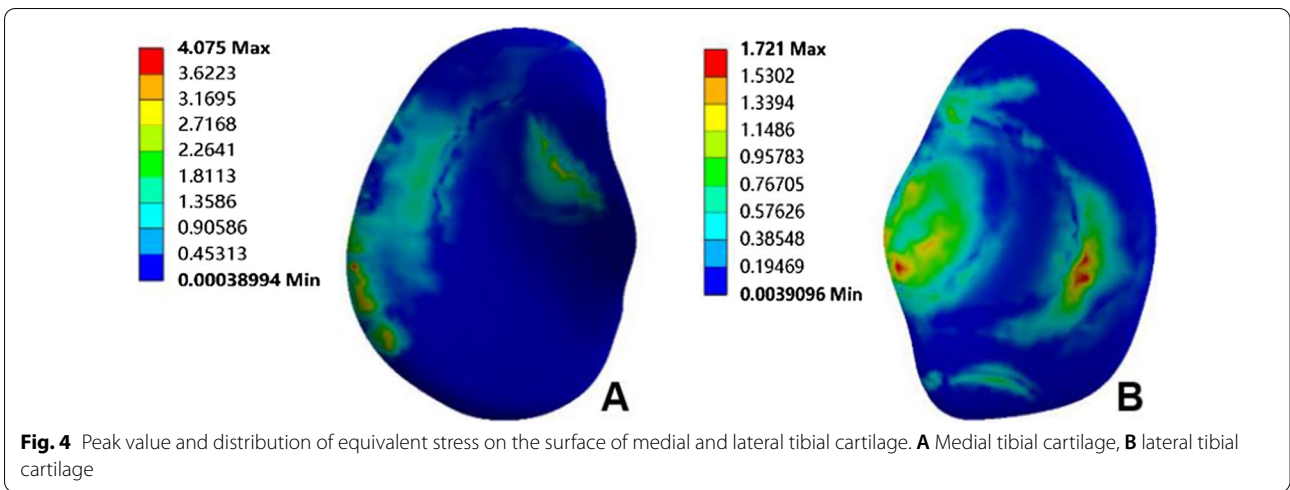 4.075 Max
3.6223
3.1695
2.7168
2.2641
1.8113
1.3586
0.90586
0.45313
0.00038994 Min
A
1.721 Max
1.5302
1.3394
1.1486
0.95783
0.76705
0.57626
0.38548
0.19469
0.0039096 Min
B
Fig. 4 Peak value and distribution of equivalent stress on the surface of medial and lateral tibial cartilage. A Medial tibial cartilage, B lateral tibial
cartilage